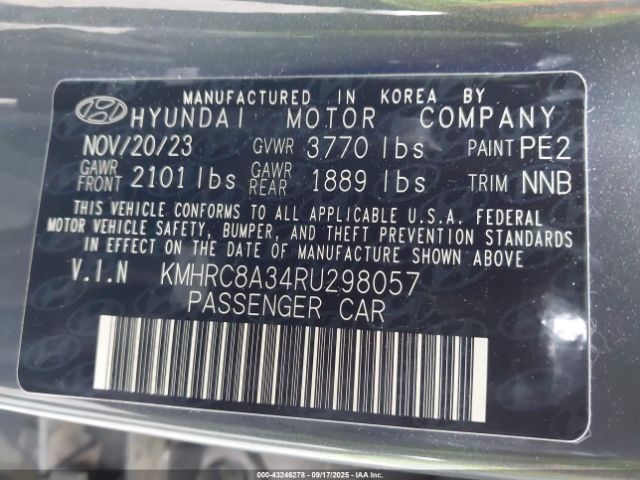 MANUFACTURED IN KOREA BY
HYUNDAI MOTOR COMPANY
NOV/20/23 GVWR 3770 lbs PAINT PE2
GAWR FRONT 2101 lbs GAWR REAR 1889 lbs TRIM NNB
THIS VEHICLE CONFORMS TO ALL APPLICABLE U.S.A. FEDERAL
MOTOR VEHICLE SAFETY, BUMPER, AND THEFT PREVENTION STANDARDS
IN EFFECT ON THE DATE OF MANUFACTURE SHOWN ABOVE
V.I.N KMHRC8A34RU298057
PASSENGER CAR
000-43246278 - 09/17/2025 - IAAI.com